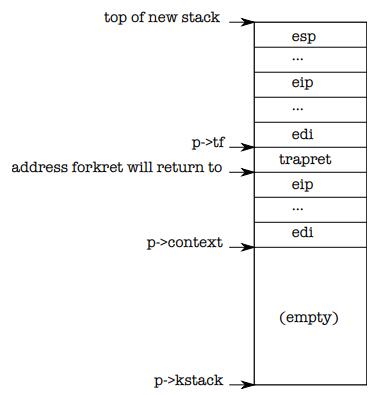 top of new stack
esp
...
eip
...
edi
p->tf
trapret
address forkret will return to
eip
...
edi
p->context
(empty)
p->kstack